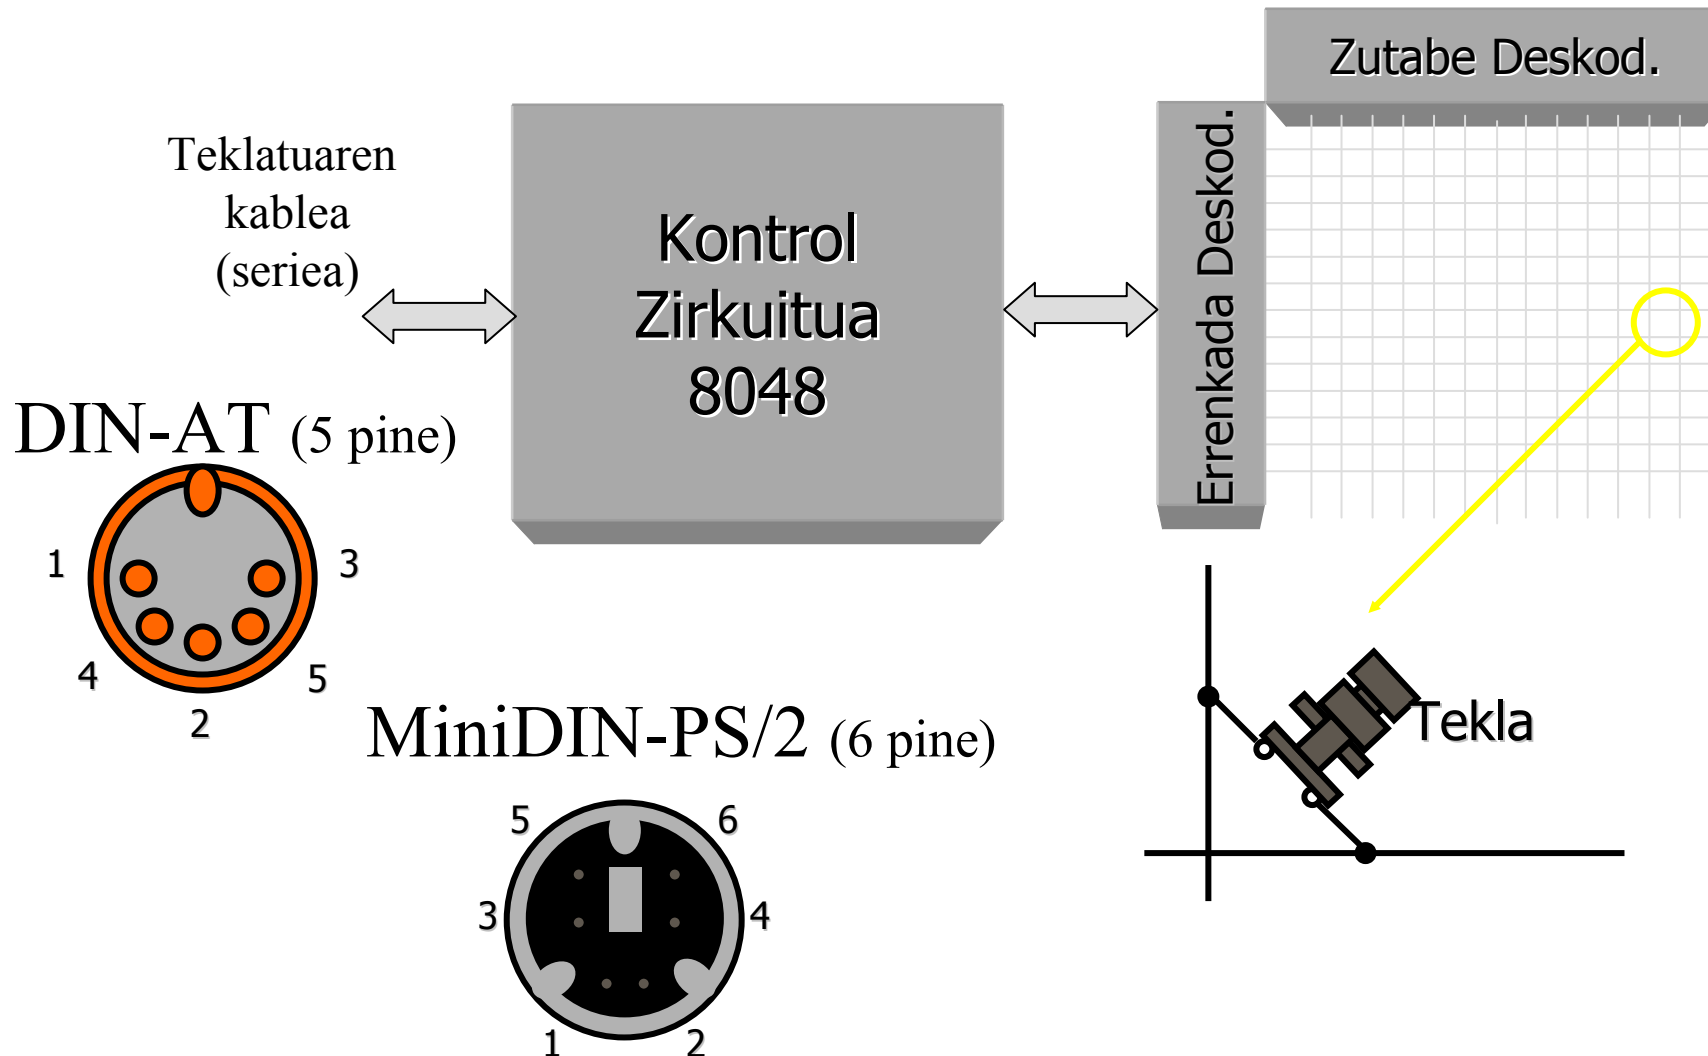 Zutabe Deskod.
Errenkada Deskod.
Teklatuaren
kablea
(seriea)
Kontrol
Zirkuitua
8048
DIN-AT (5 pine)
1
3
4
5
2
MiniDIN-PS/2 (6 pine)
Tekla
5
6
3
4
1
2